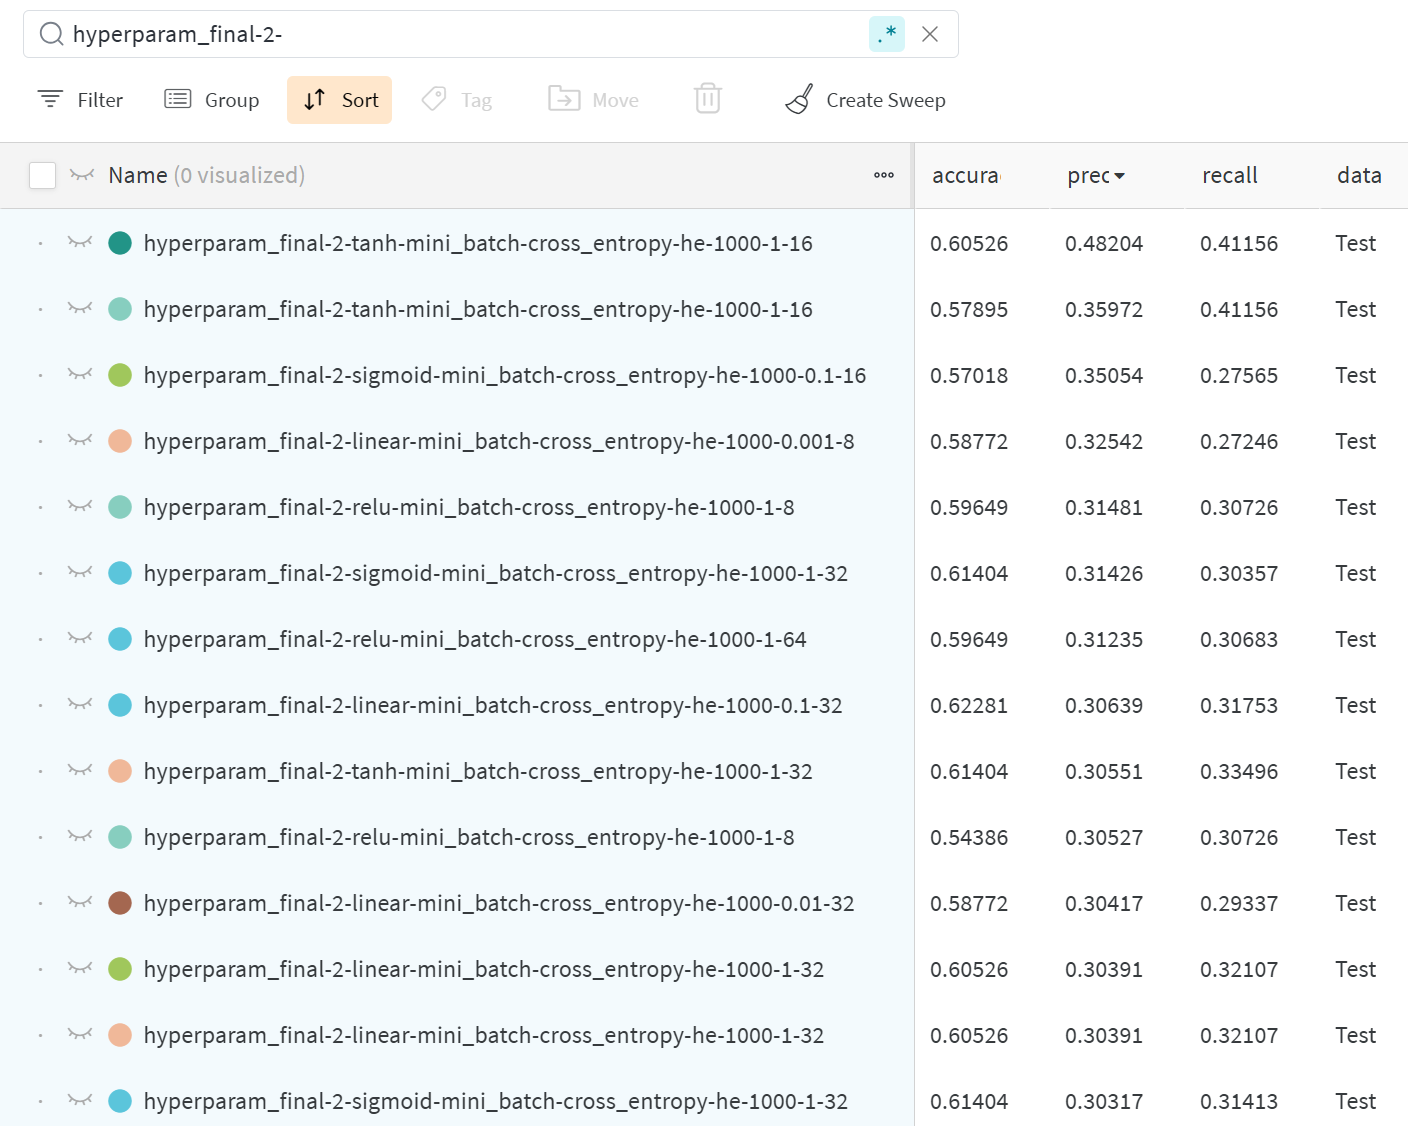 hyperparam_final-2- .*
Filter Group Sort Tag Move Create Sweep
Name (0 visualized) accura prec recall data
hyperparam_final-2-tanh-mini_batch-cross_entropy-he-1000-1-16 0.60526 0.48204 0.41156 Test
hyperparam_final-2-tanh-mini_batch-cross_entropy-he-1000-1-16 0.57895 0.35972 0.41156 Test
hyperparam_final-2-sigmoid-mini_batch-cross_entropy-he-1000-0.1-16 0.57018 0.35054 0.27565 Test
hyperparam_final-2-linear-mini_batch-cross_entropy-he-1000-0.001-8 0.58772 0.32542 0.27246 Test
hyperparam_final-2-relu-mini_batch-cross_entropy-he-1000-1-8 0.59649 0.31481 0.30726 Test
hyperparam_final-2-sigmoid-mini_batch-cross_entropy-he-1000-1-32 0.61404 0.31426 0.30357 Test
hyperparam_final-2-relu-mini_batch-cross_entropy-he-1000-1-64 0.59649 0.31235 0.30683 Test
hyperparam_final-2-linear-mini_batch-cross_entropy-he-1000-0.1-32 0.62281 0.30639 0.31753 Test
hyperparam_final-2-tanh-mini_batch-cross_entropy-he-1000-1-32 0.61404 0.30551 0.33496 Test
hyperparam_final-2-relu-mini_batch-cross_entropy-he-1000-1-8 0.54386 0.30527 0.30726 Test
hyperparam_final-2-linear-mini_batch-cross_entropy-he-1000-0.01-32 0.58772 0.30417 0.29337 Test
hyperparam_final-2-linear-mini_batch-cross_entropy-he-1000-1-32 0.60526 0.30391 0.32107 Test
hyperparam_final-2-linear-mini_batch-cross_entropy-he-1000-1-32 0.60526 0.30391 0.32107 Test
hyperparam_final-2-sigmoid-mini_batch-cross_entropy-he-1000-1-32 0.61404 0.30317 0.31413 Test